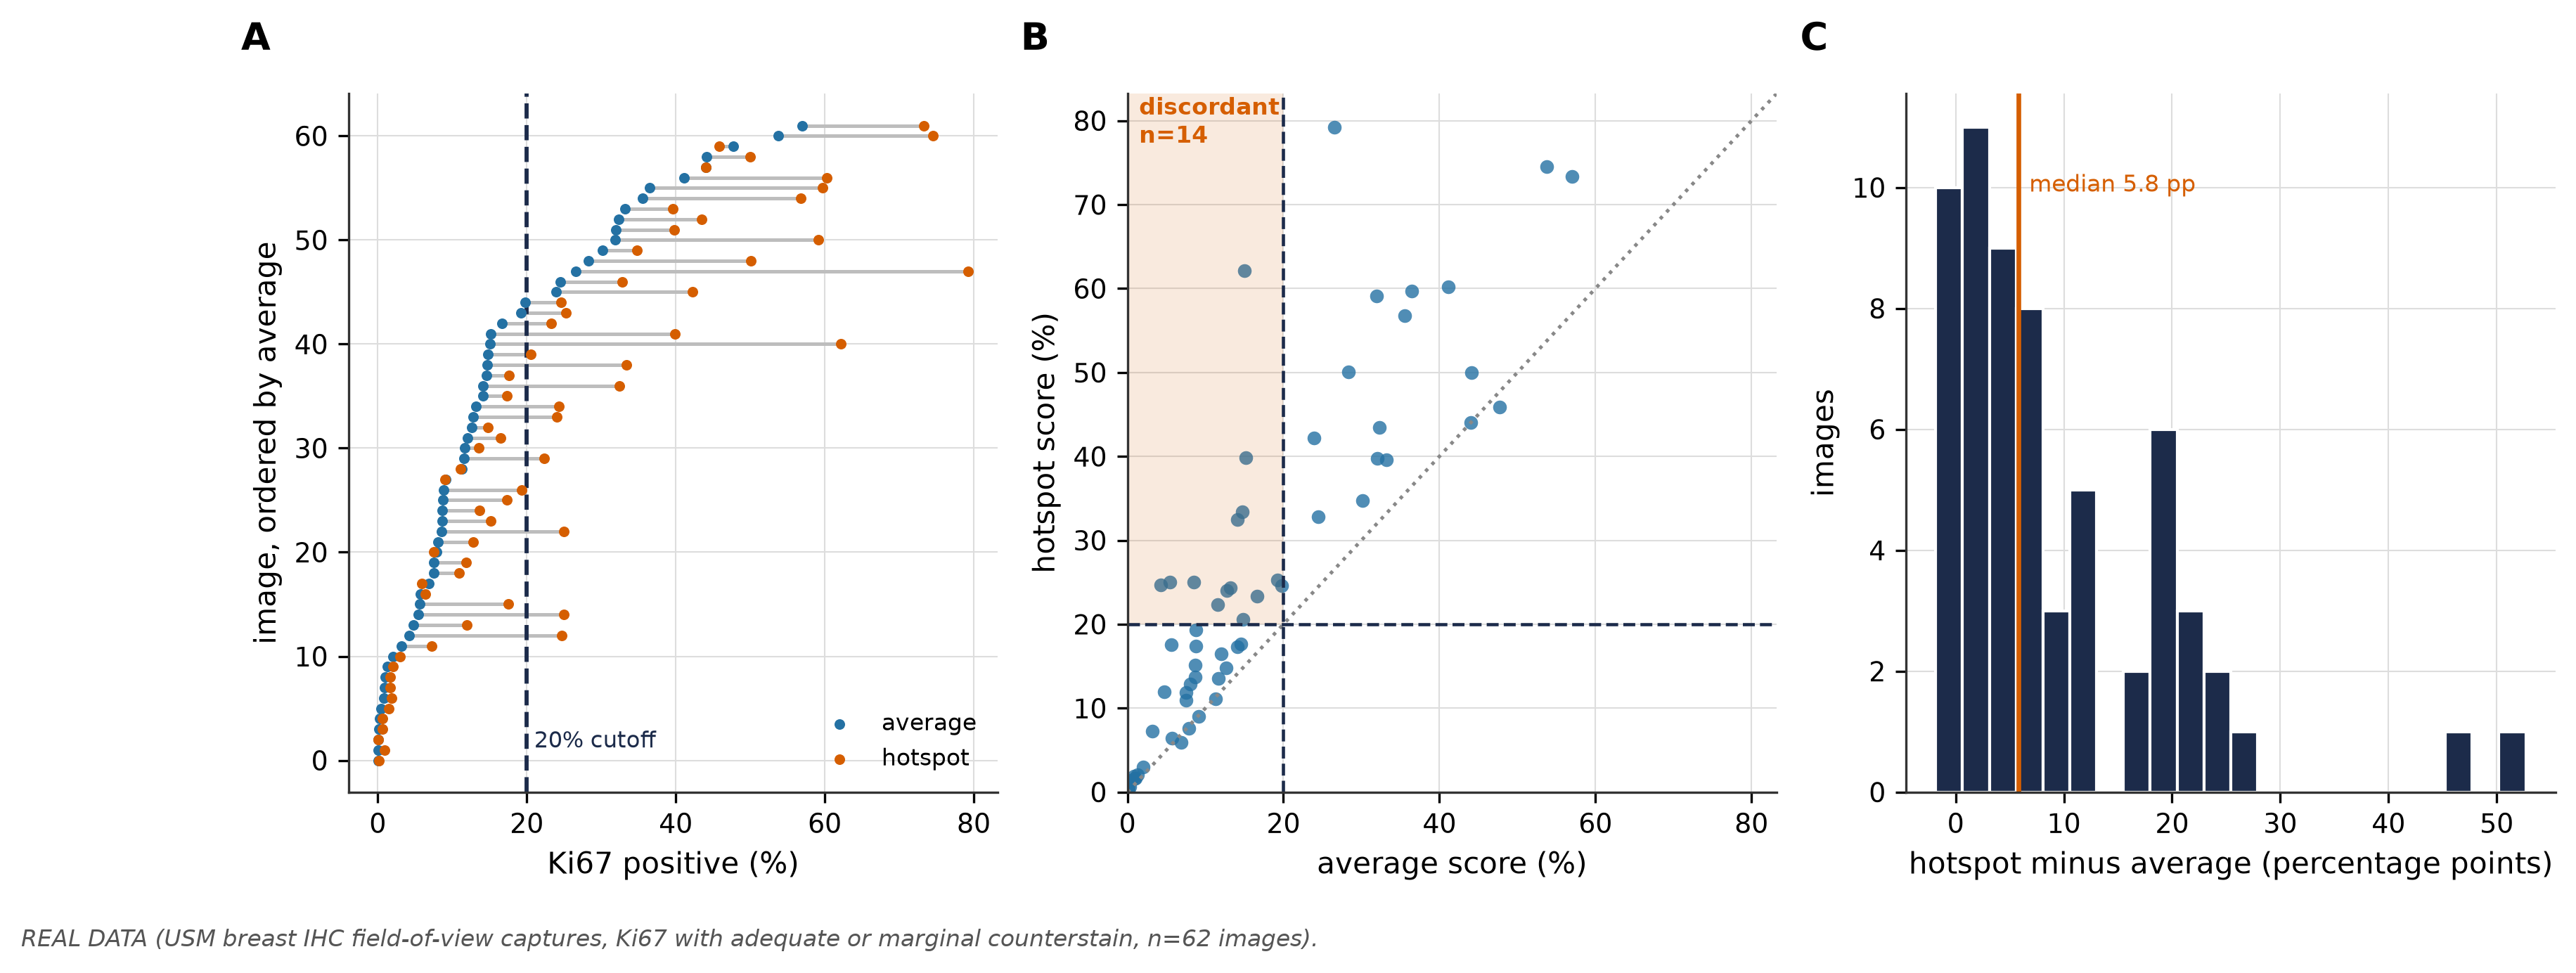 A
B
C
image, ordered by average
60
50
40
30
20
10
0
20% cutoff
average
hotspot
0
20
40
60
80
Ki67 positive (%)
hotspot score (%)
80
70
60
50
40
30
20
10
0
discordant
n=14
0
20
40
60
80
average score (%)
images
10
8
6
4
2
0
median 5.8 pp
0
10
20
30
40
50
hotspot minus average (percentage points)
REAL DATA (USM breast IHC field-of-view captures, Ki67 with adequate or marginal counterstain, n=62 images).